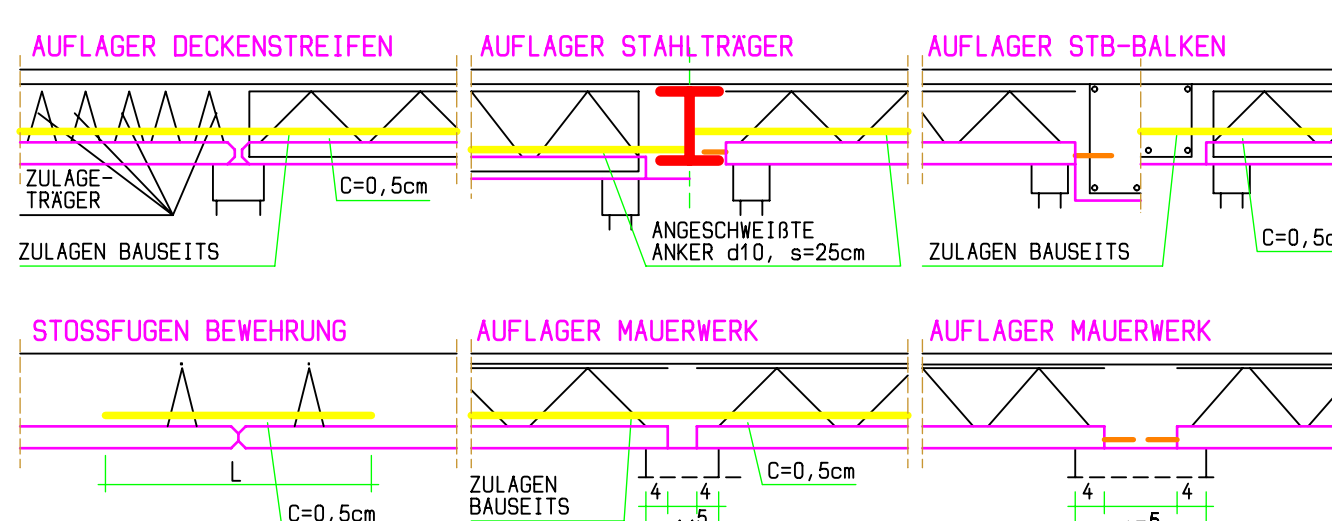 AUFLAGER DECKENSTREIFEN
ZULAGE-
TRÄGER
C=0,5cm
ZULAGEN BAUSEITS
AUFLAGER STAHLTRÄGER
ANGESCHWEIßTE
ANKER d10, s=25cm
AUFLAGER STB-BALKEN
ZULAGEN BAUSEITS
STOSSFUGEN BEWEHRUNG
L
C=0,5cm
AUFLAGER MAUERWERK
C=0,5cm
ZULAGEN
BAUSEITS
4 4
5
AUFLAGER MAUERWERK
4 4